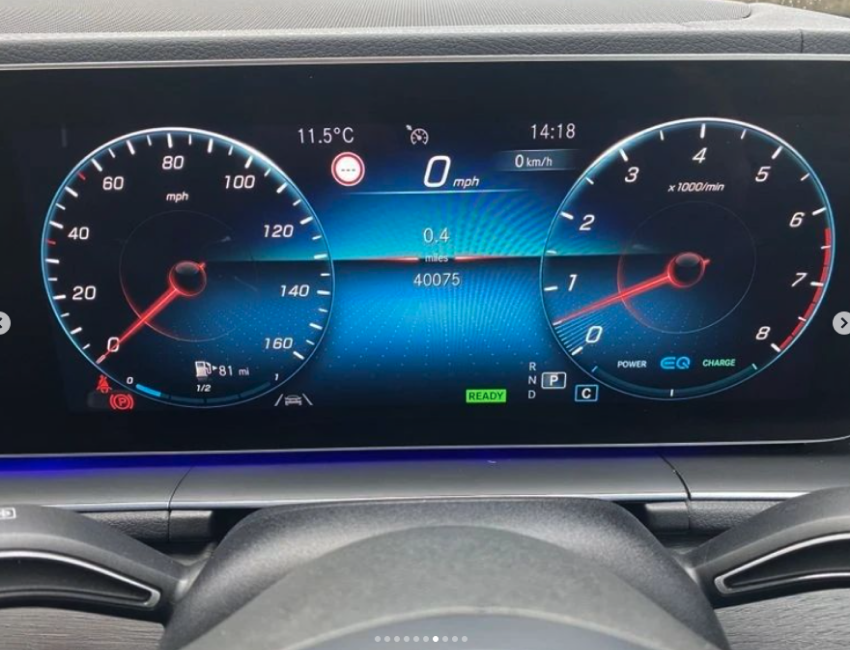 11.5°C
14:18
0 mph
0 km/h
0.4
miles
40075
mph
0
20
40
60
80
100
120
140
160
81 mi
0
1/2
1
x1000/min
0
1
2
3
4
5
6
7
8
POWER
EQ
CHARGE
READY
R
N
D
P
C
P